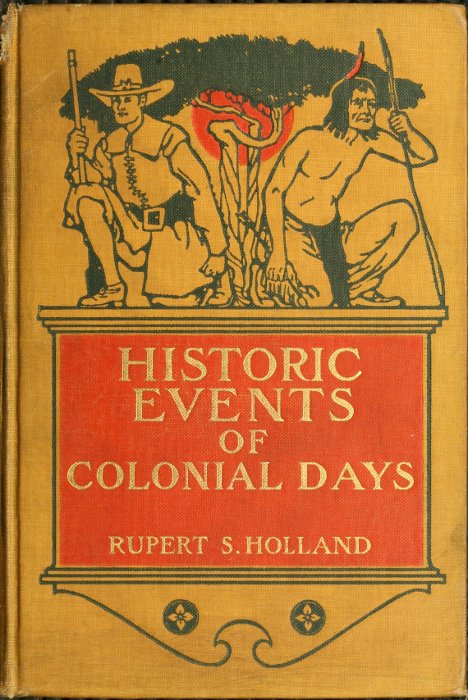 HISTORIC
EVENTS
OF
COLONIAL DAYS
RUPERT S. HOLLAND